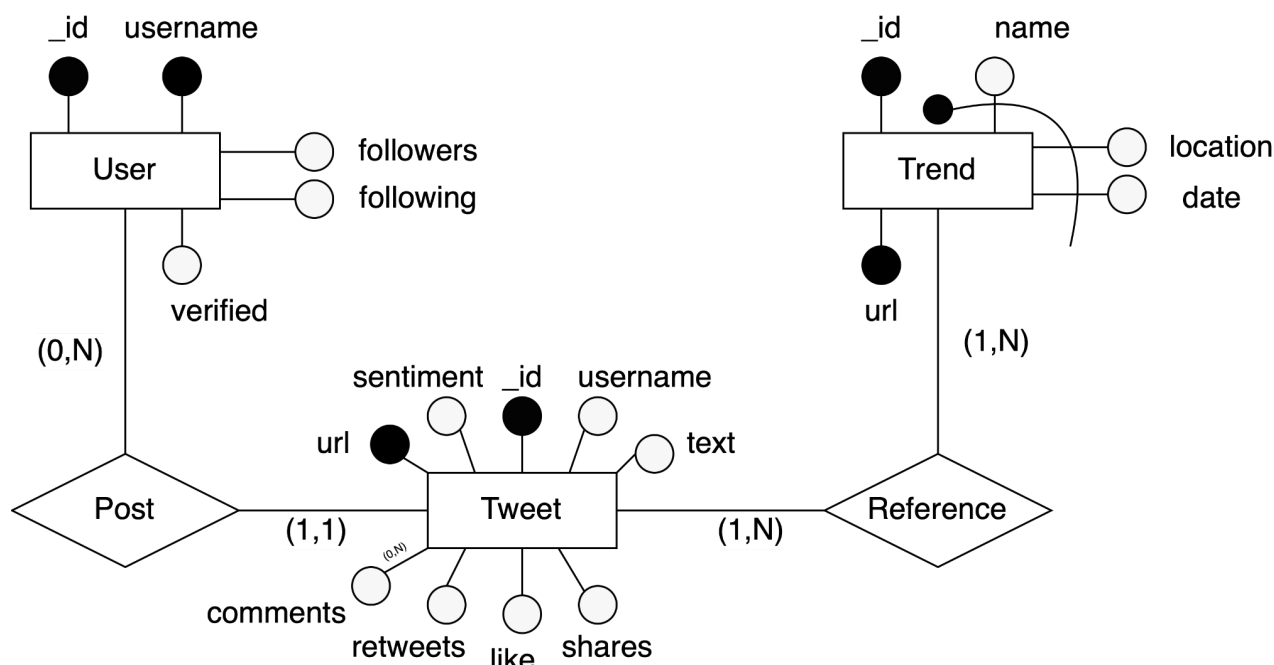 _id username
_id name
User
followers
following
verified
Trend
location
date
url
(0,N)
(1,N)
sentiment _id username
url
text
Post
(1,1)
Tweet
(1,N)
Reference
(0,N)
comments
retweets
like
shares